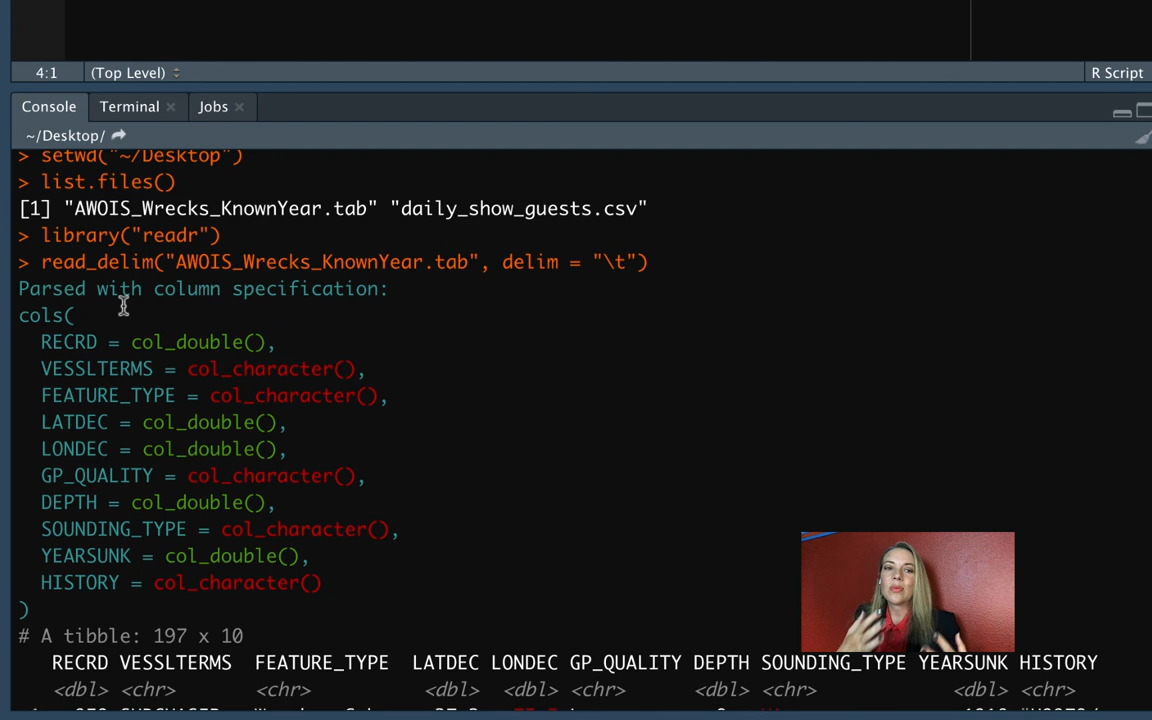 4:1 (Top Level) R Script
Console Terminal Jobs
~/Desktop/
> setwd("~/Desktop")
> list.files()
[1] "AWOIS_Wrecks_KnownYear.tab" "daily_show_guests.csv"
> library("readr")
> read_delim("AWOIS_Wrecks_KnownYear.tab", delim = "\t")
Parsed with column specification:
cols(
RECRD = col_double(),
VESSLTERMS = col_character(),
FEATURE_TYPE = col_character(),
LATDEC = col_double(),
LONDEC = col_double(),
GP_QUALITY = col_character(),
DEPTH = col_double(),
SOUNDING_TYPE = col_character(),
YEARSUNK = col_double(),
HISTORY = col_character()
)
# A tibble: 197 x 10
RECRD VESSLTERMS FEATURE_TYPE LATDEC LONDEC GP_QUALITY DEPTH SOUNDING_TYPE YEARSUNK HISTORY
<dbl> <chr> <chr> <dbl> <dbl> <chr> <dbl> <chr> <dbl> <chr>